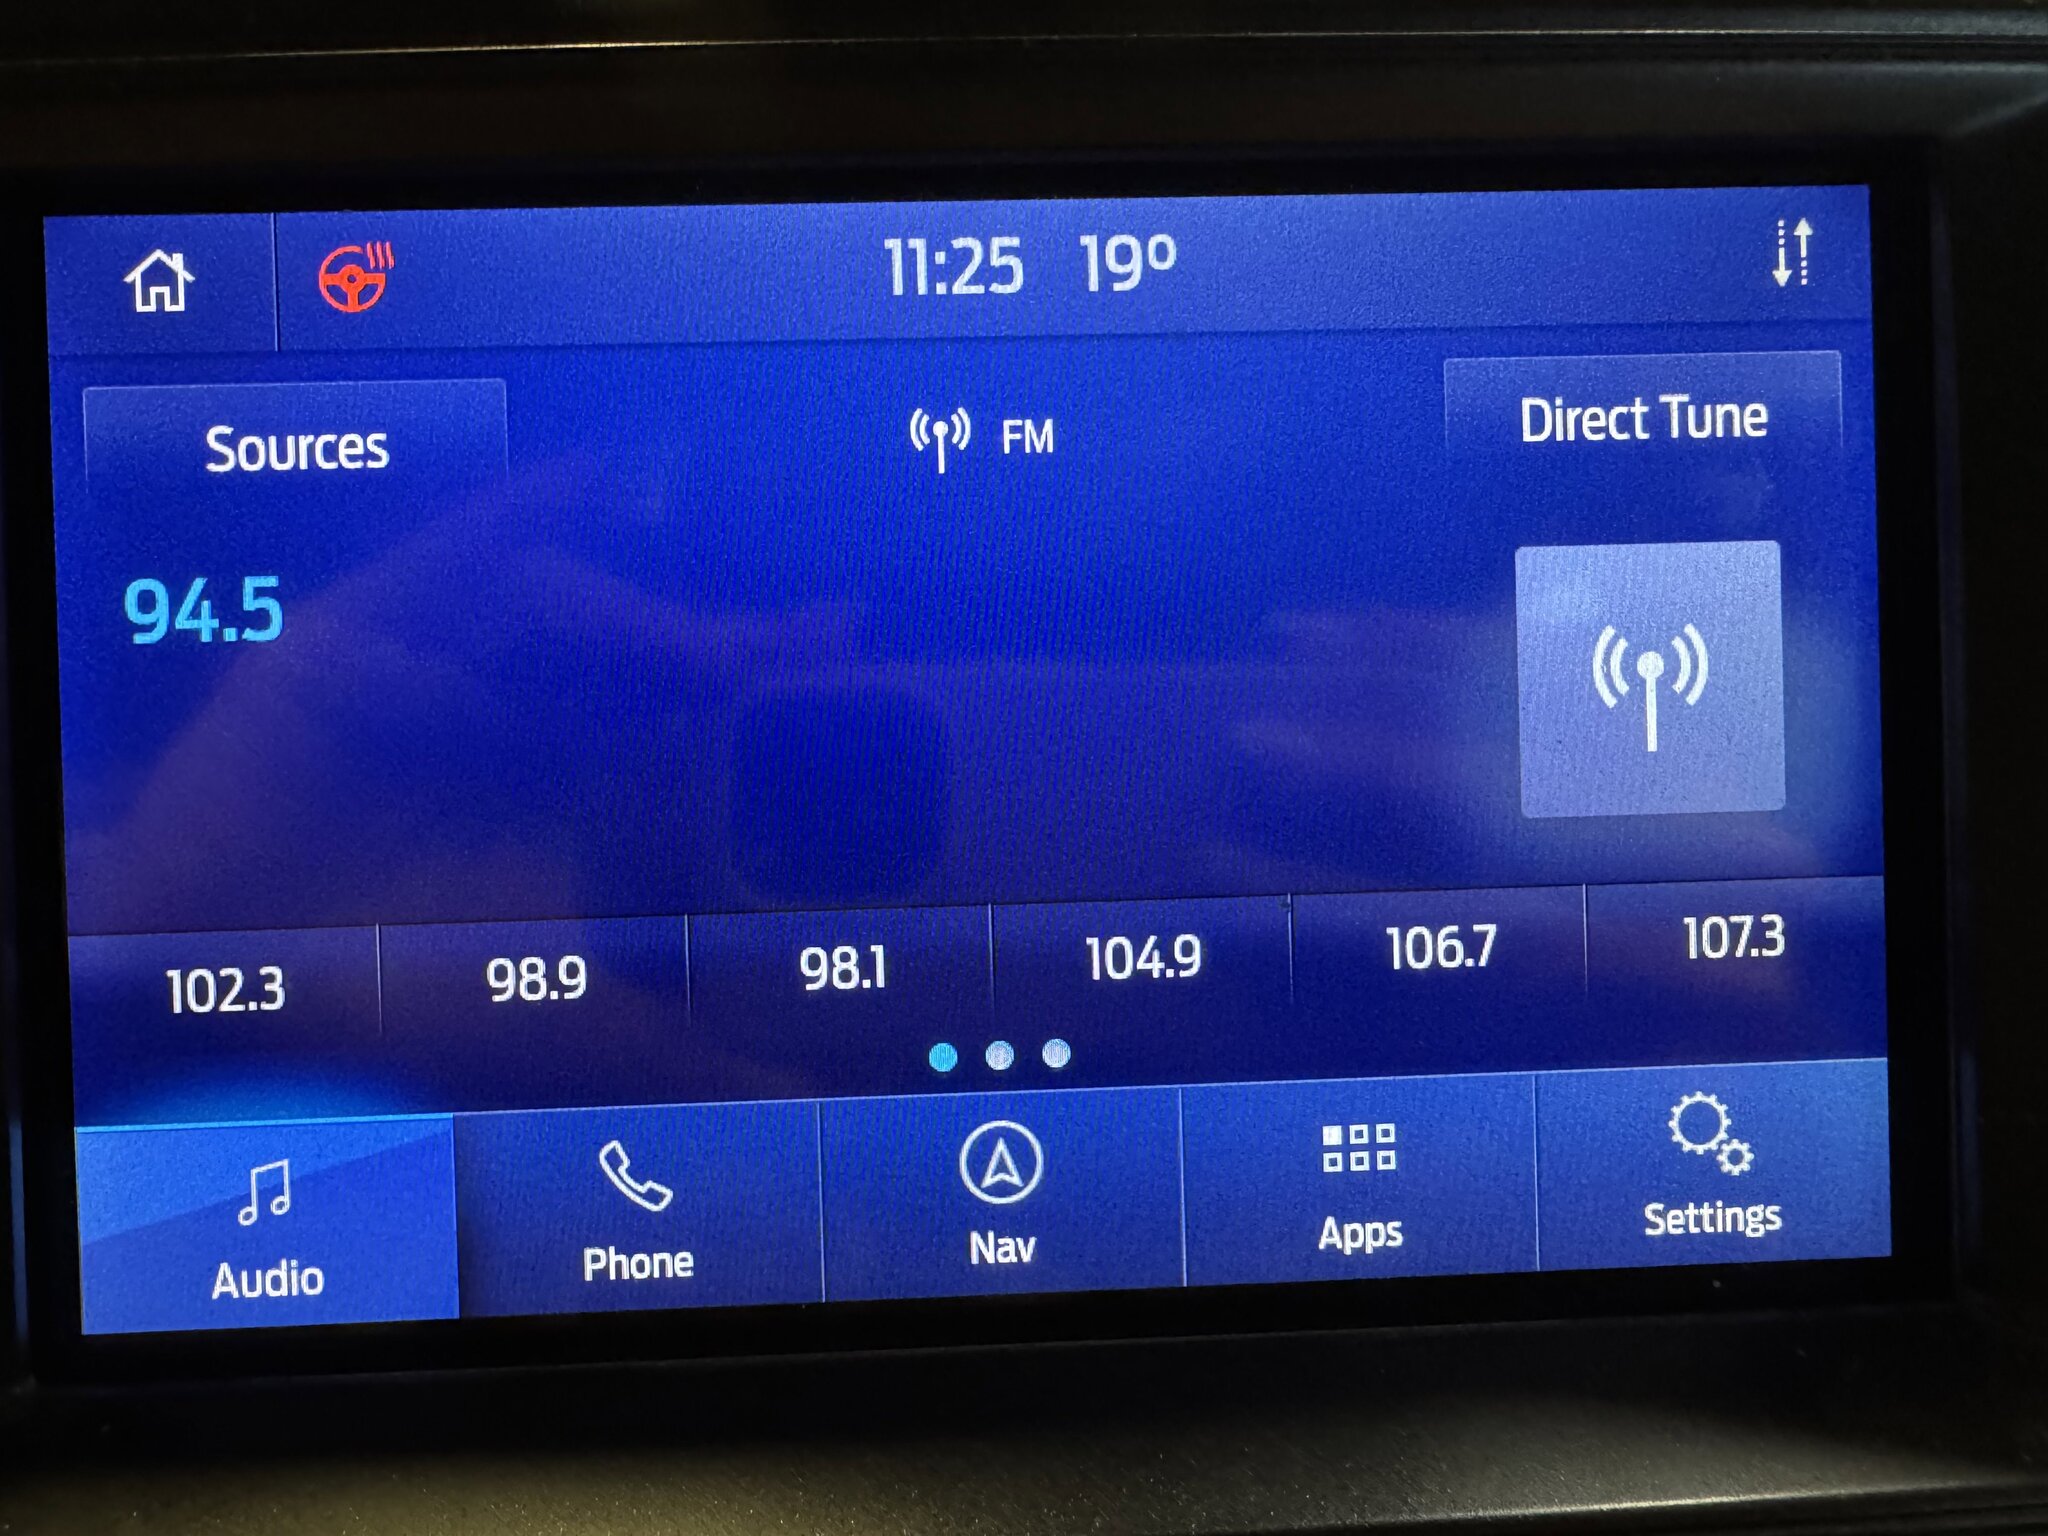 11:25 19°
Sources FM Direct Tune
94.5
102.3 98.9 98.1 104.9 106.7 107.3
Audio Phone Nav Apps Settings